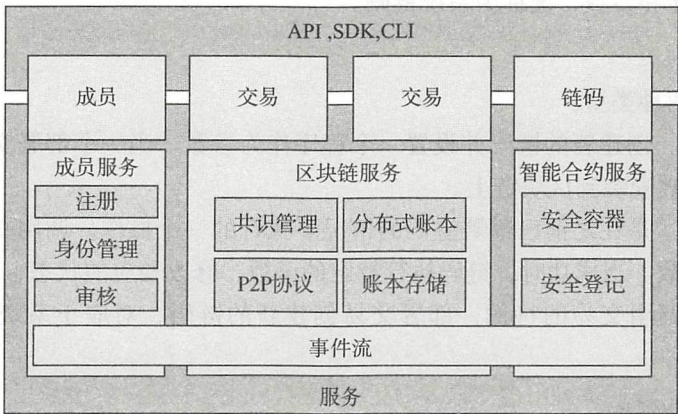 API ,SDK,CLI
成员
交易
交易
链码
成员服务
注册
身份管理
审核
区块链服务
共识管理
分布式账本
P2P协议
账本存储
智能合约服务
安全容器
安全登记
事件流
服务